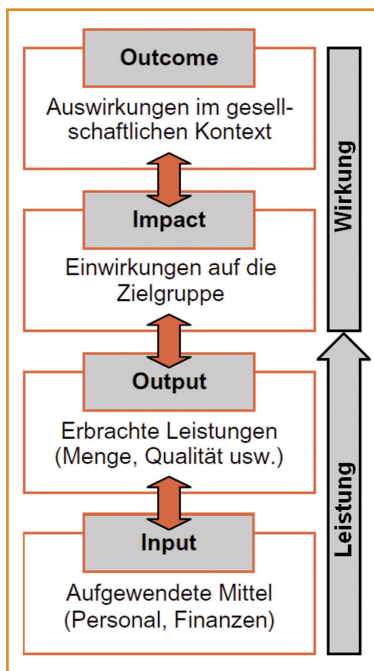 Outcome
Auswirkungen im gesell-
schaftlichen Kontext
Impact
Einwirkungen auf die
Zielgruppe
Output
Erbrachte Leistungen
(Menge, Qualität usw.)
Input
Aufgewendete Mittel
(Personal, Finanzen)
Wirkung
Leistung